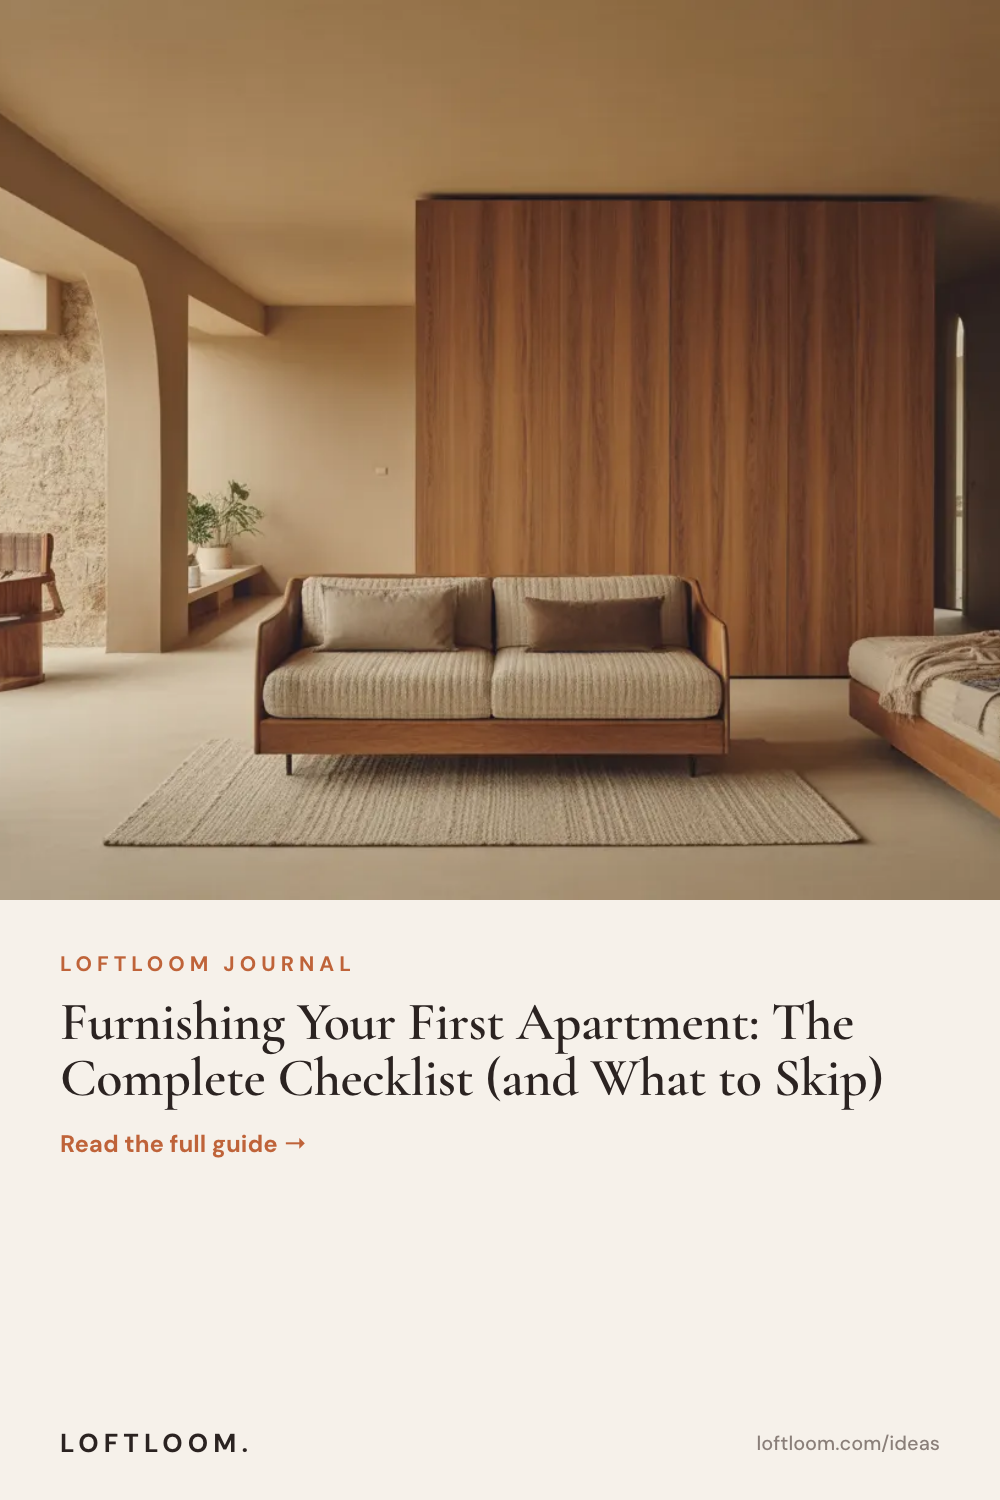 LOFTLOOM JOURNAL
Furnishing Your First Apartment: The
Complete Checklist (and What to Skip)
Read the full guide →
LOFTLOOM.
loftloom.com/ideas